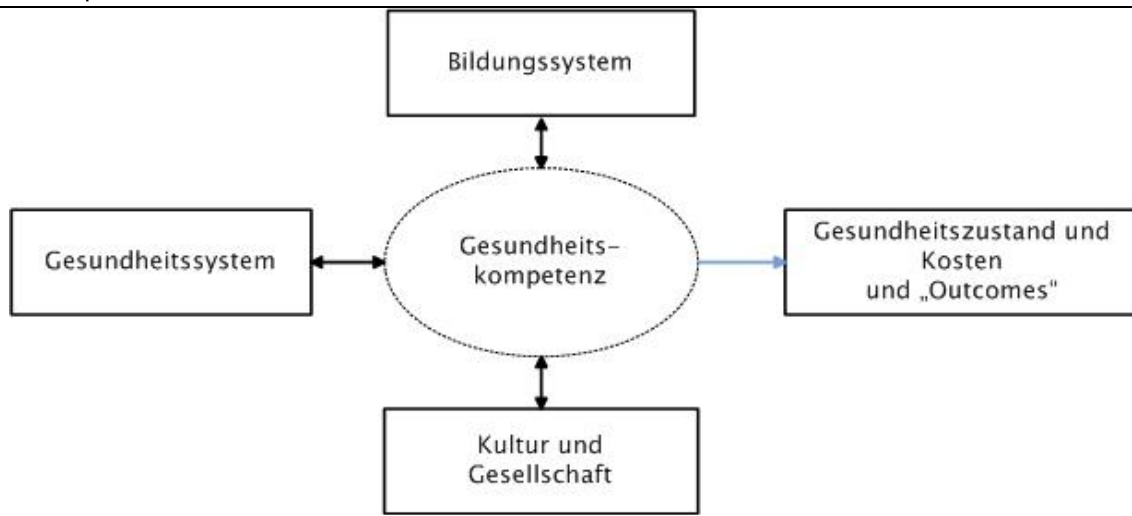 Bildungssystem
Gesundheitssystem
Gesundheits-
kompetenz
Gesundheitszustand und
Kosten
und „Outcomes“
Kultur und
Gesellschaft